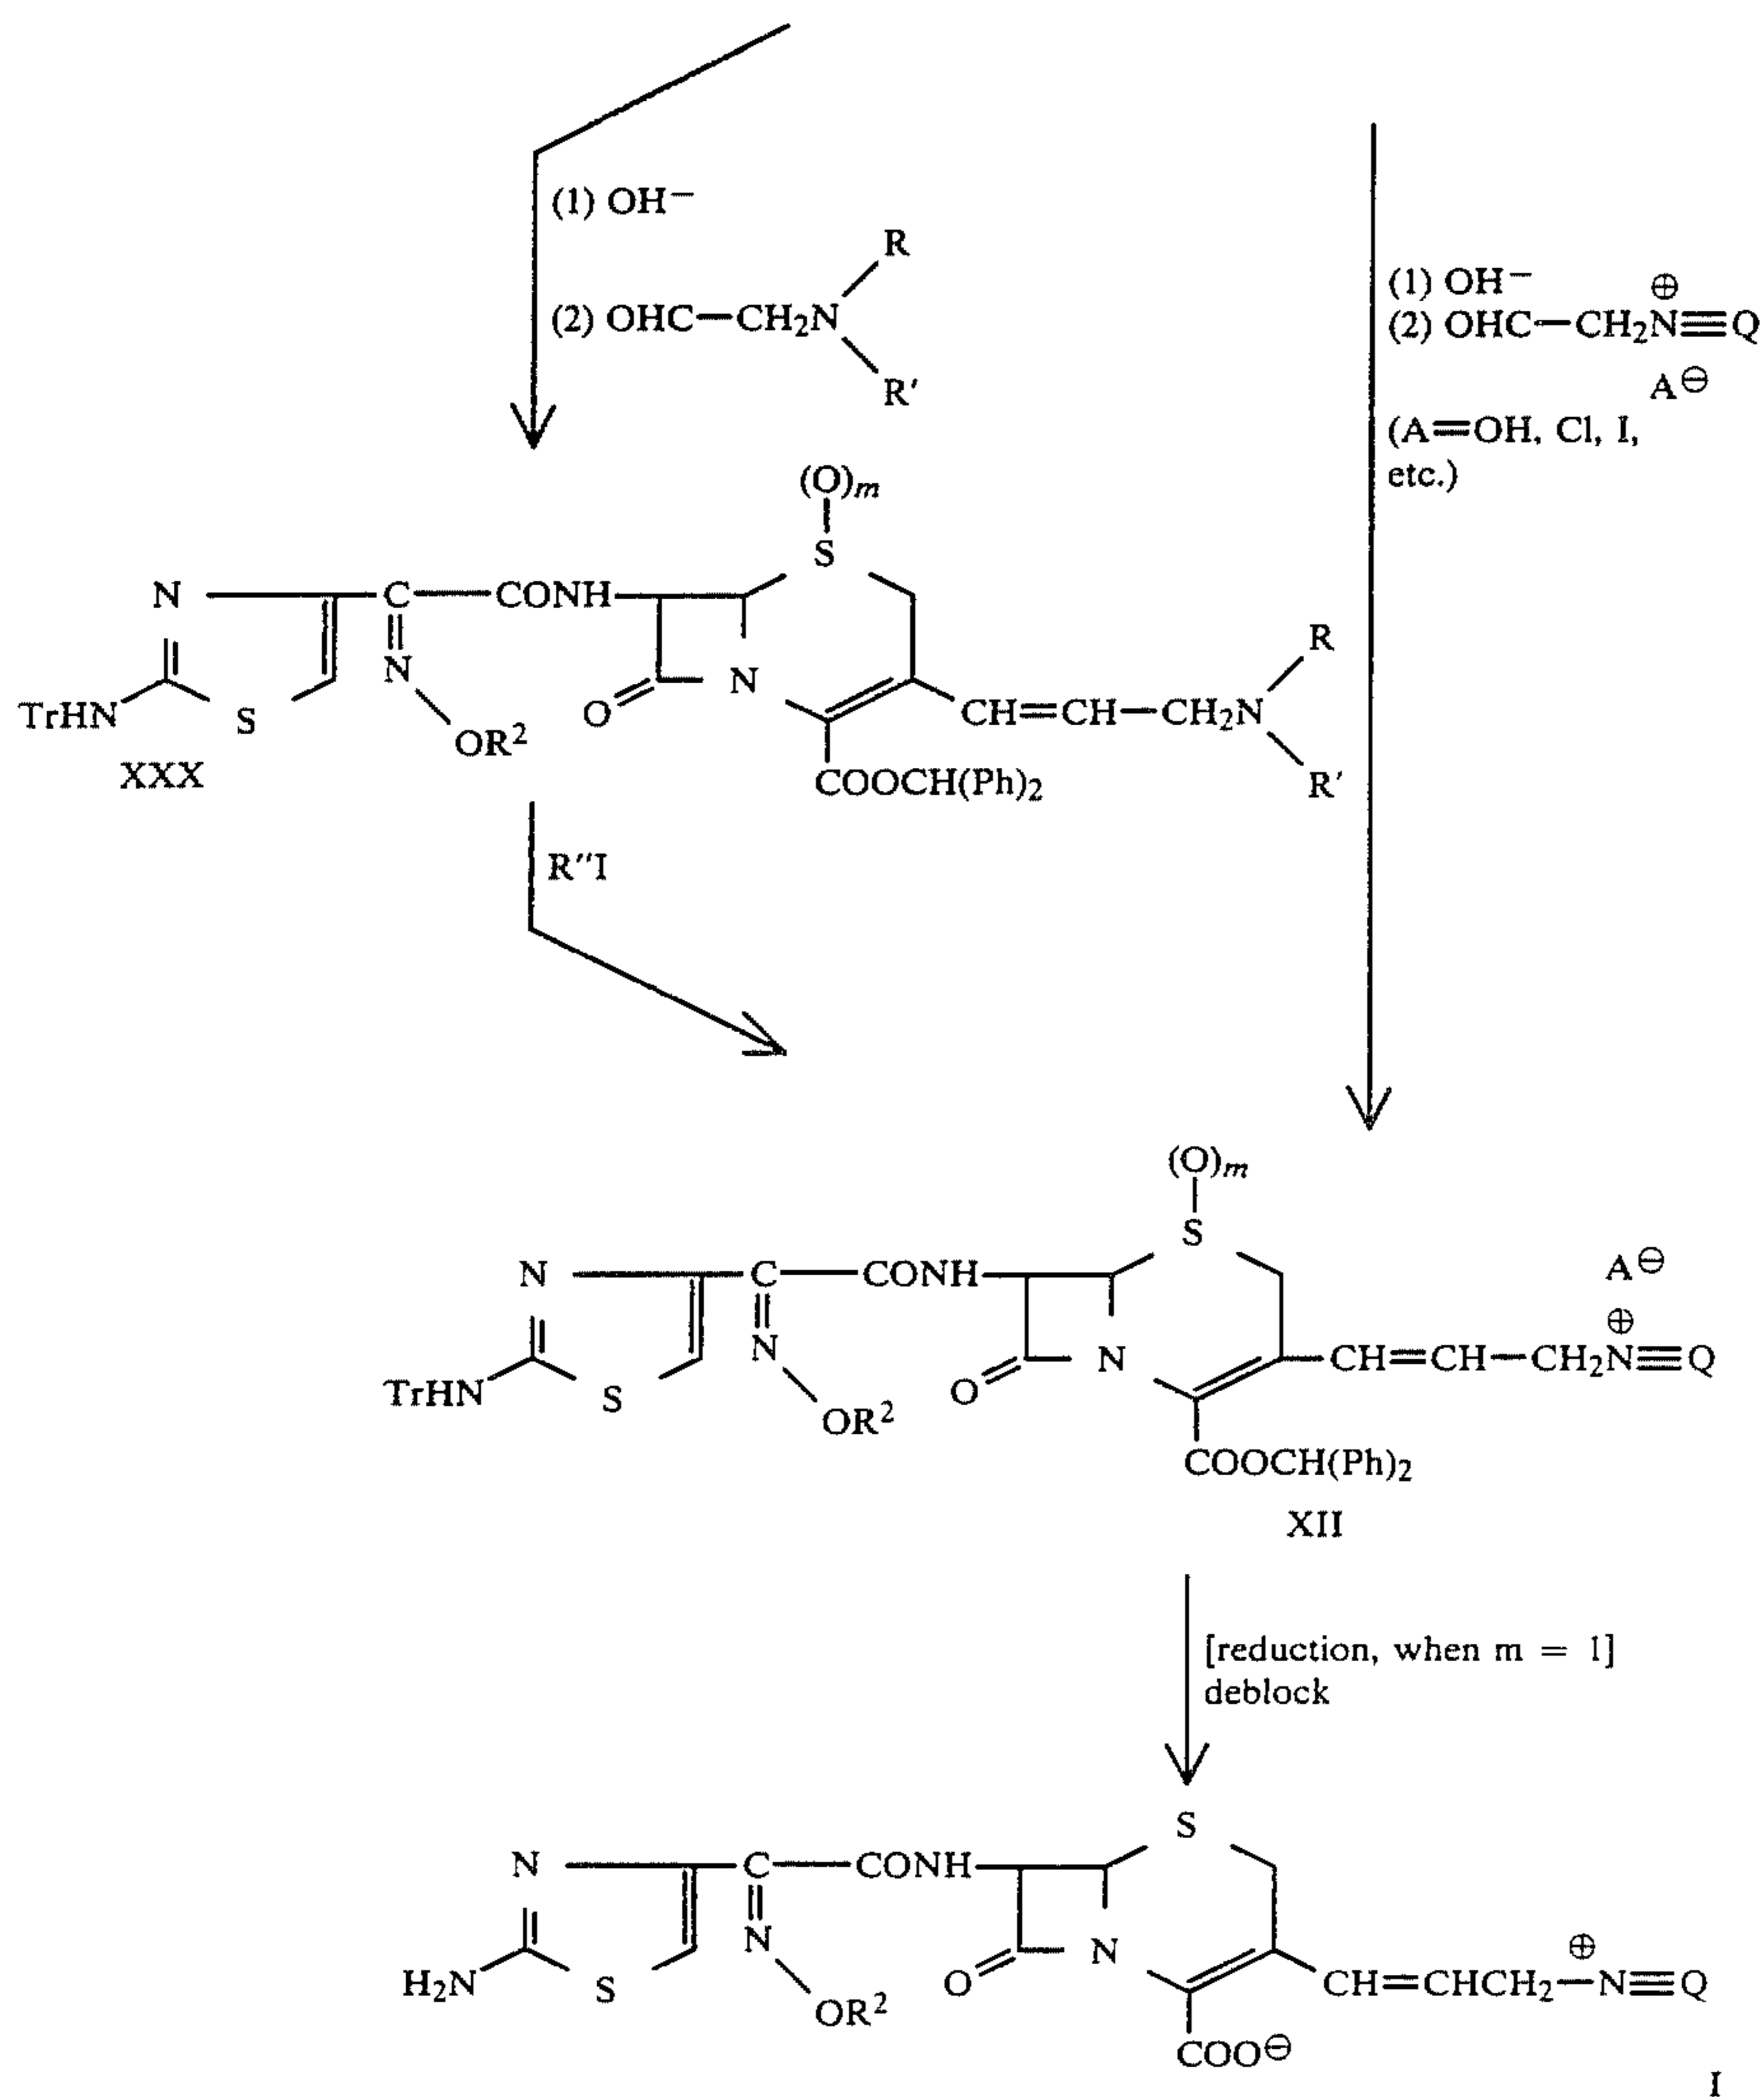 (1) OH−
R
(2) OHC—CH2N
R'
(1) OH−
⊕
(2) OHC—CH2N≡Q
A⊖
(A=OH, Cl, I,
etc.)
(O)m
S
N C CONH
N
TrHN S
OR2
O N
CH=CH—CH2N
R
R'
COOCH(Ph)2
XXX
R''I
(O)m
S
N C CONH
A⊖
⊕
N
TrHN S
OR2
O N
CH=CH—CH2N≡Q
COOCH(Ph)2
XII
[reduction, when m = 1]
deblock
S
N C CONH
N
H2N S
OR2
O N
⊕
CH=CHCH2—N≡Q
COO⊖
I